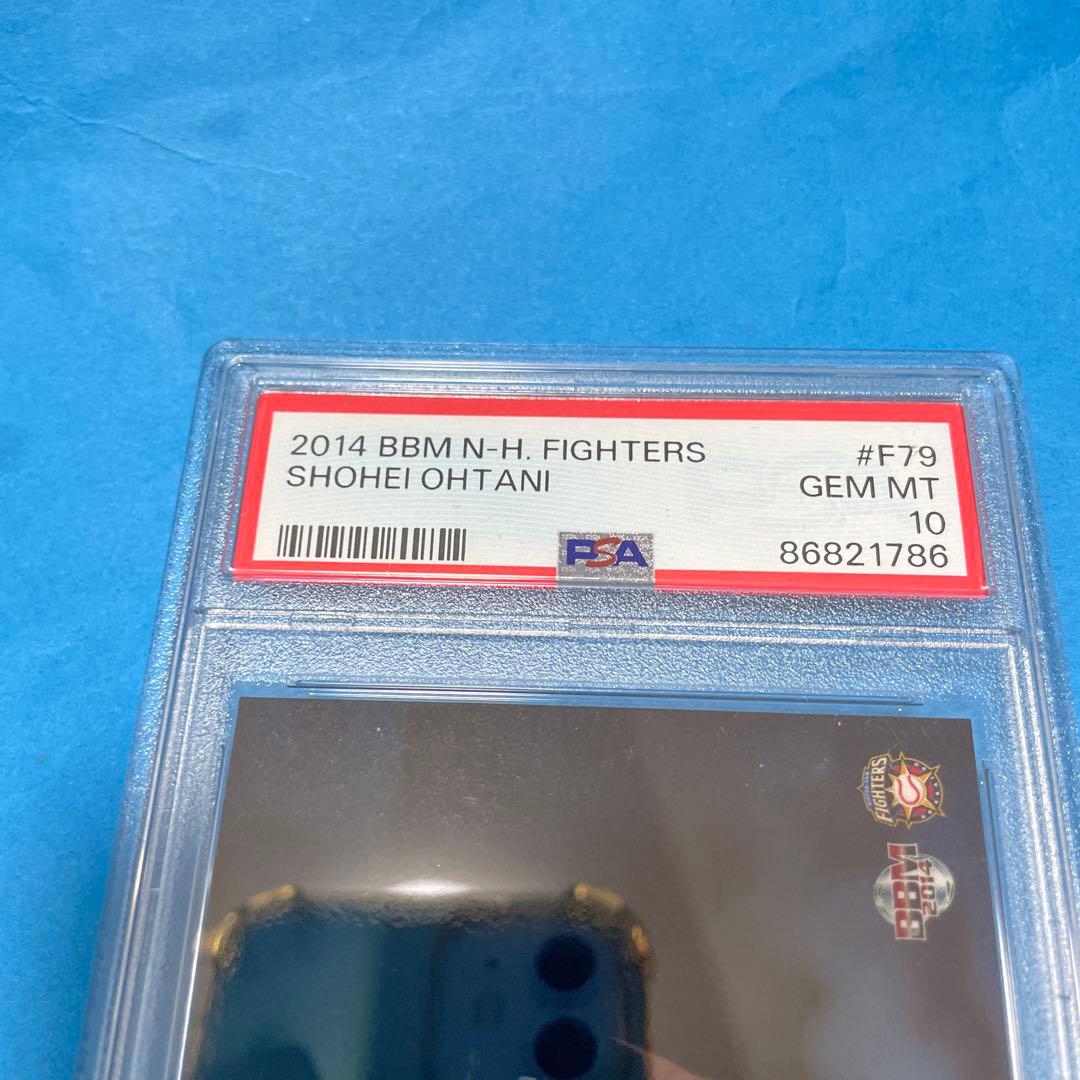 2014 BBM N-H. FIGHTERS #F79
SHOHEI OHTANI GEM MT
10
PSA 86821786
FIGHTERS
BBM
2014